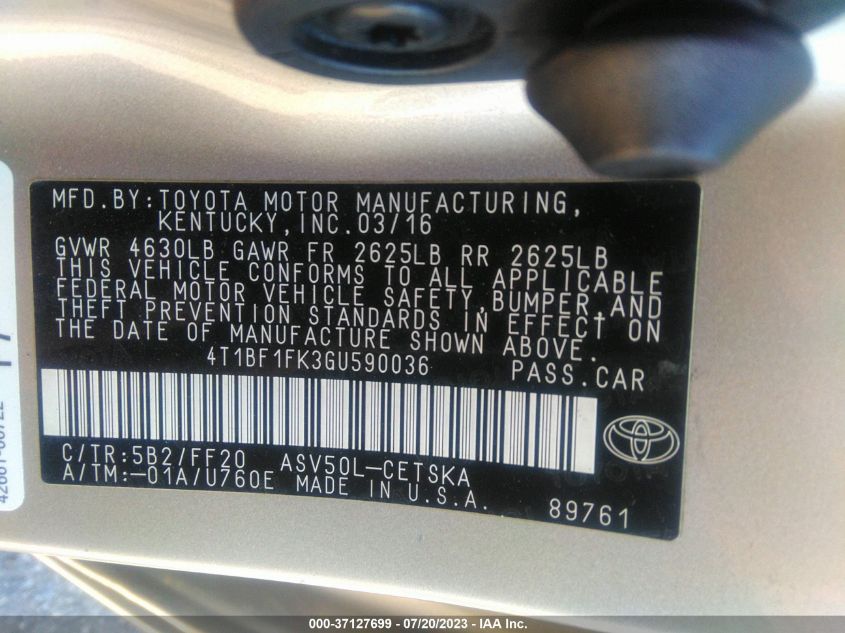 MFD.BY:TOYOTA MOTOR MANUFACTURING,
KENTUCKY,INC.03/16
GVWR 4630LB GAWR FR 2625LB RR 2625LB
THIS VEHICLE CONFORMS TO ALL APPLICABLE
FEDERAL MOTOR VEHICLE SAFETY,BUMPER,AND
THEFT PREVENTION STANDARDS IN EFFECT ON
THE DATE OF MANUFACTURE SHOWN ABOVE.
4T1BF1FK3GU590036 PASS.CAR
C/TR:5B2/FF20 ASV50L-CETSKA
A/TM:-01A/U760E MADE IN U.S.A.
89761
000-37127699 - 07/20/2023 - IAA Inc.